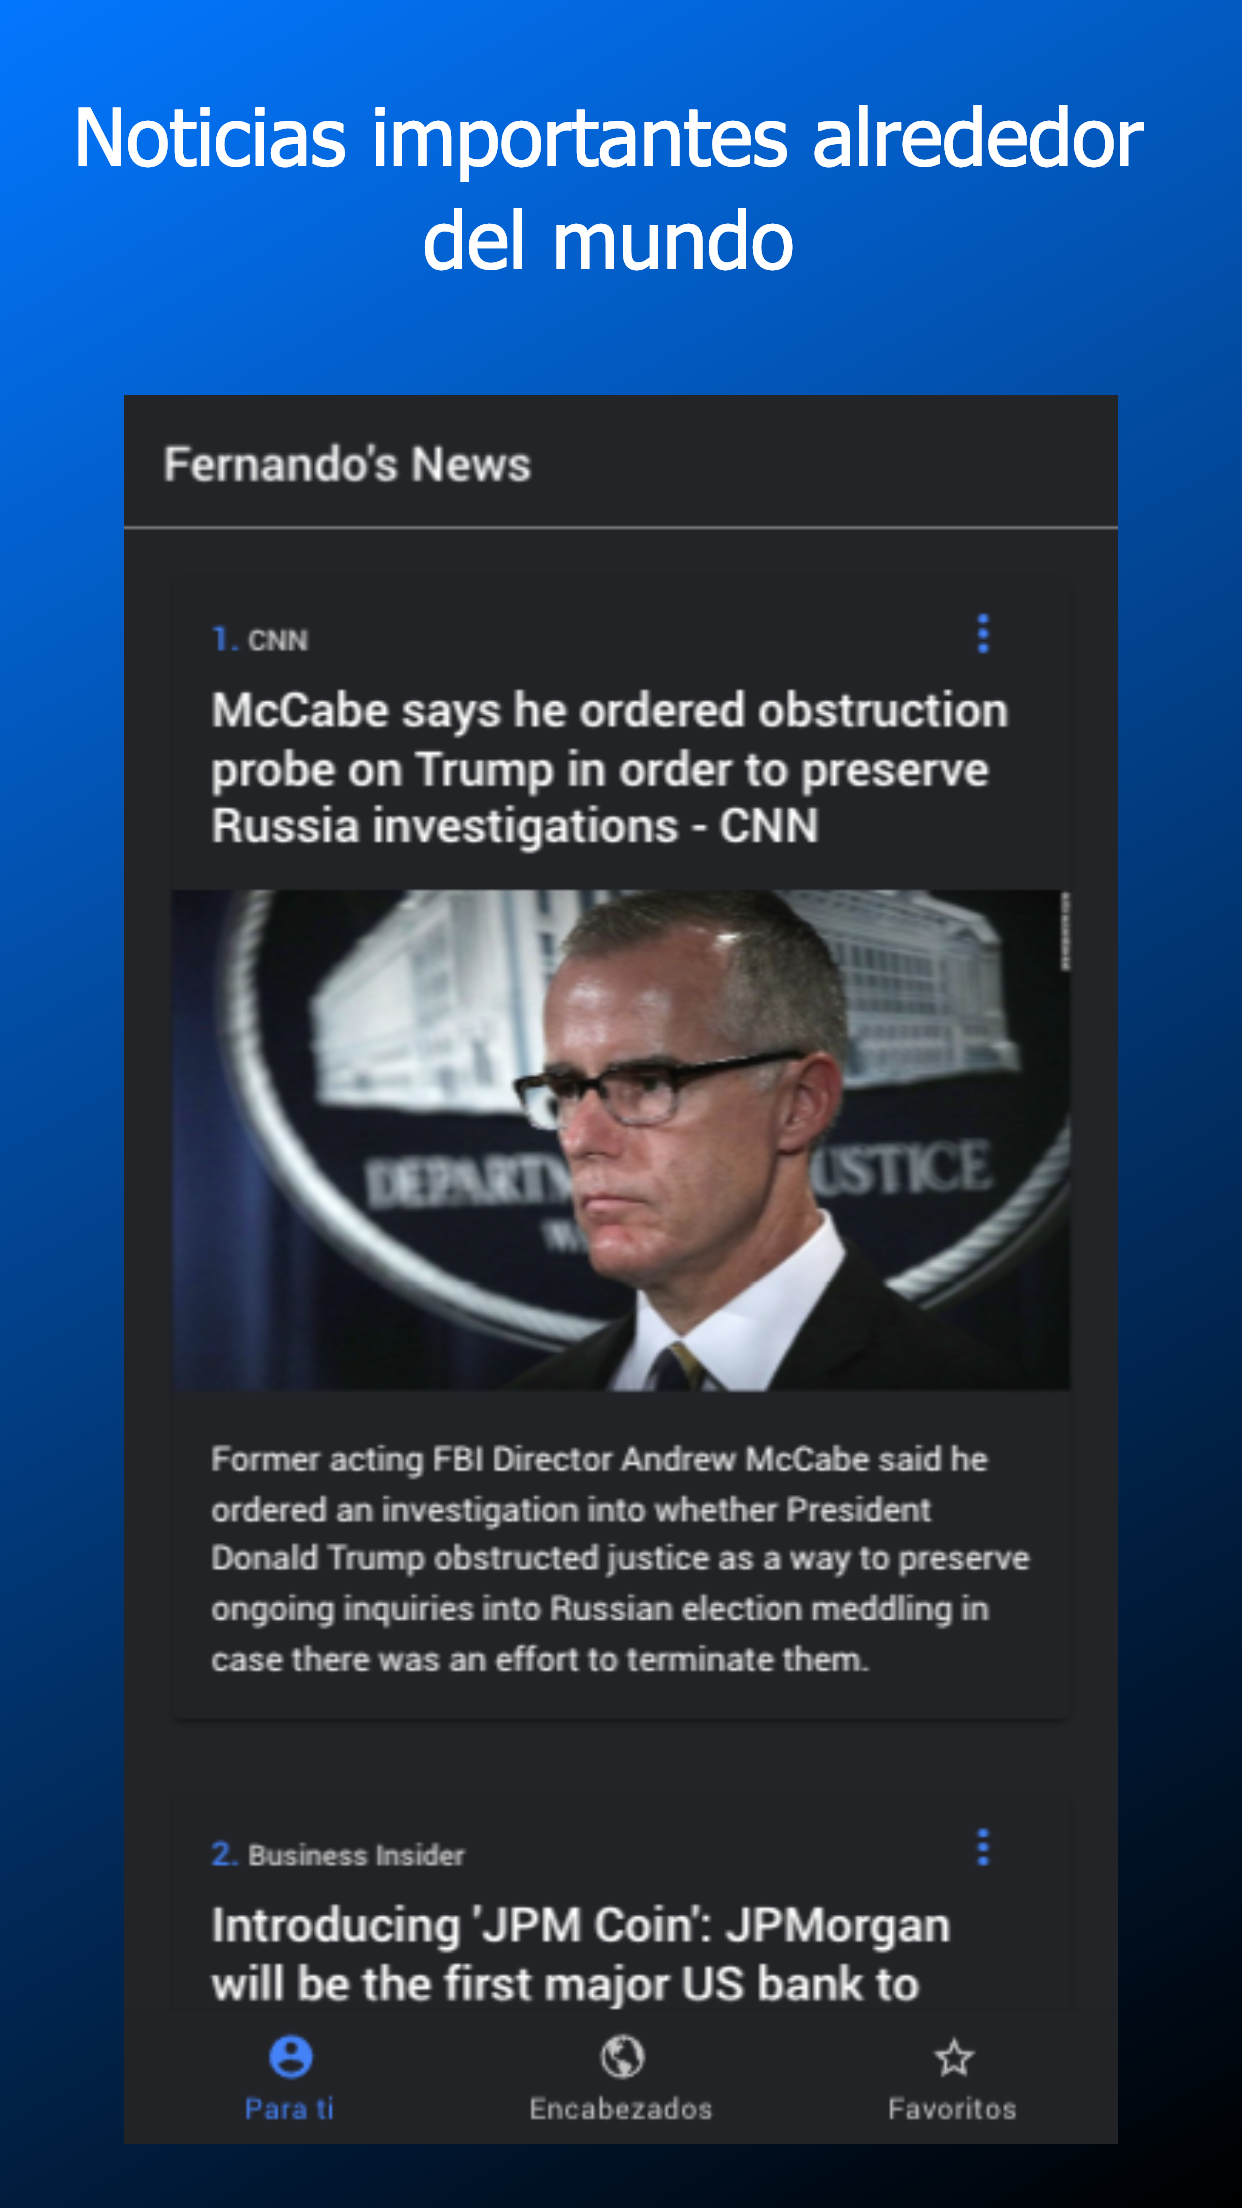 Noticias importantes alrededor
del mundo
Fernando's News
1. CNN
McCabe says he ordered obstruction
probe on Trump in order to preserve
Russia investigations - CNN
DEPARTM USTICE
Former acting FBI Director Andrew McCabe said he
ordered an investigation into whether President
Donald Trump obstructed justice as a way to preserve
ongoing inquiries into Russian election meddling in
case there was an effort to terminate them.
2. Business Insider
Introducing 'JPM Coin': JPMorgan
will be the first major US bank to
Para ti
Encabezados
Favoritos